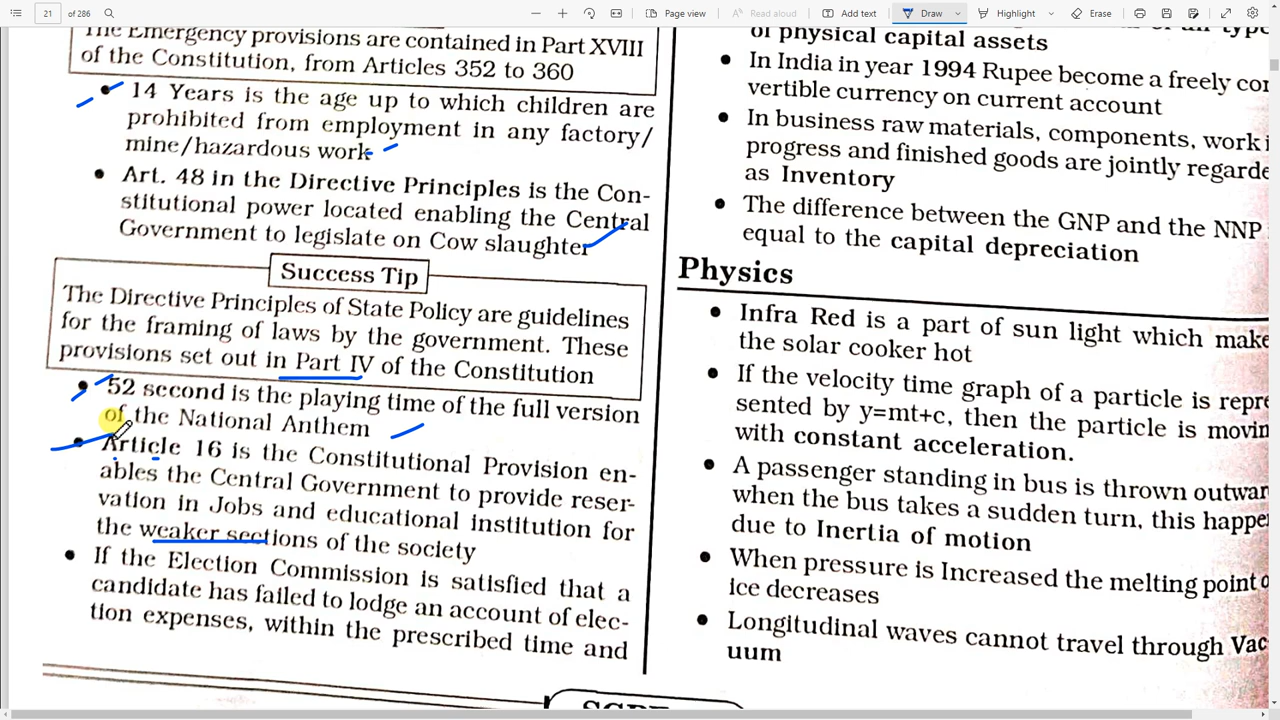 21 of 286
Page view
Read aloud
Add text
Draw
Highlight
Erase
The Emergency provisions are contained in Part XVIII
of the Constitution, from Articles 352 to 360
• 14 Years is the age up to which children are
prohibited from employment in any factory/
mine/hazardous work
• Art. 48 in the Directive Principles is the Con-
stitutional power located enabling the Central
Government to legislate on Cow slaughter
Success Tip
The Directive Principles of State Policy are guidelines
for the framing of laws by the government. These
provisions set out in Part IV of the Constitution
• 52 second is the playing time of the full version
of the National Anthem
• Article 16 is the Constitutional Provision en-
ables the Central Government to provide reser-
vation in Jobs and educational institution for
the weaker sections of the society
• If the Election Commission is satisfied that a
candidate has failed to lodge an account of elec-
tion expenses, within the prescribed time and
of physical capital assets
• In India in year 1994 Rupee become a freely con
vertible currency on current account
• In business raw materials, components, work i
progress and finished goods are jointly regarde
as Inventory
• The difference between the GNP and the NNP
equal to the capital depreciation
Physics
• Infra Red is a part of sun light which make
the solar cooker hot
• If the velocity time graph of a particle is repre
sented by y=mt+c, then the particle is movin
with constant acceleration.
• A passenger standing in bus is thrown outwar
when the bus takes a sudden turn, this happe
due to Inertia of motion
• When pressure is Increased the melting point o
ice decreases
• Longitudinal waves cannot travel through Vac
uum